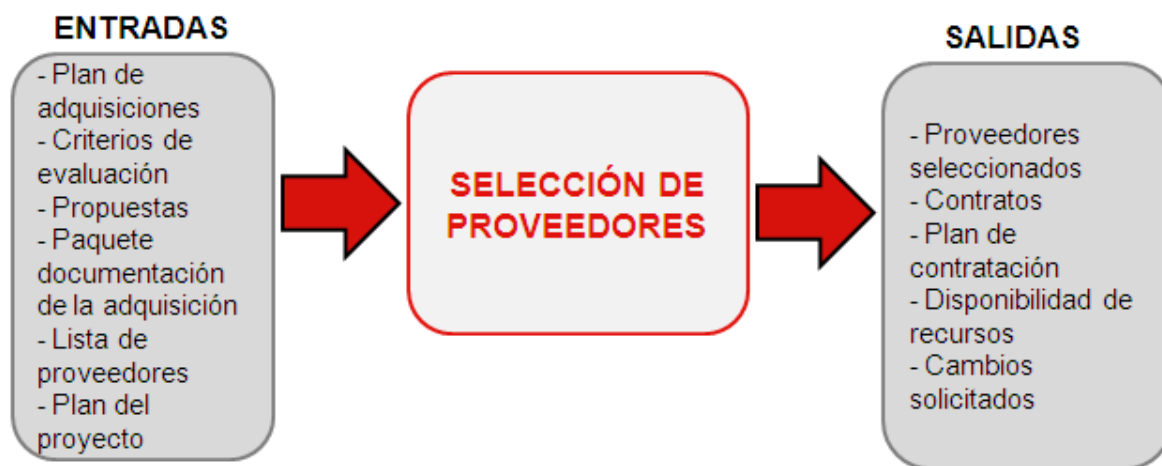 ENTRADAS
- Plan de
adquisiciones
- Criterios de
evaluación
- Propuestas
- Paquete
documentación
de la adquisición
- Lista de
proveedores
- Plan del
proyecto
SELECCIÓN DE
PROVEEDORES
SALIDAS
- Proveedores
seleccionados
- Contratos
- Plan de
contratación
- Disponibilidad de
recursos
- Cambios
solicitados